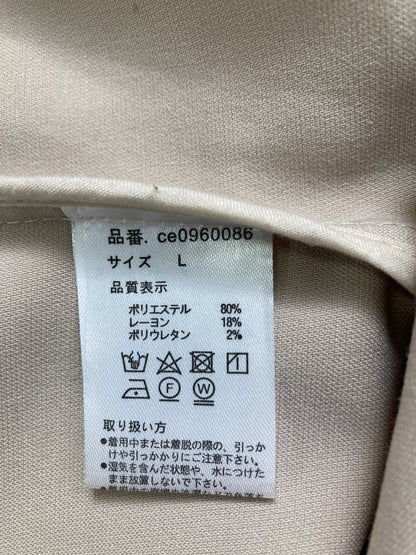 品番. ce0960086
サイズ L
品質表示
ポリエステル 80%
レーヨン 18%
ポリウレタン 2%
F W
取り扱い方
●着用中または着脱の際の、引っか
けや引っかかりにご注意下さい。
●湿気を含んだ状態や、水につけた
まま放置しないで下さい。